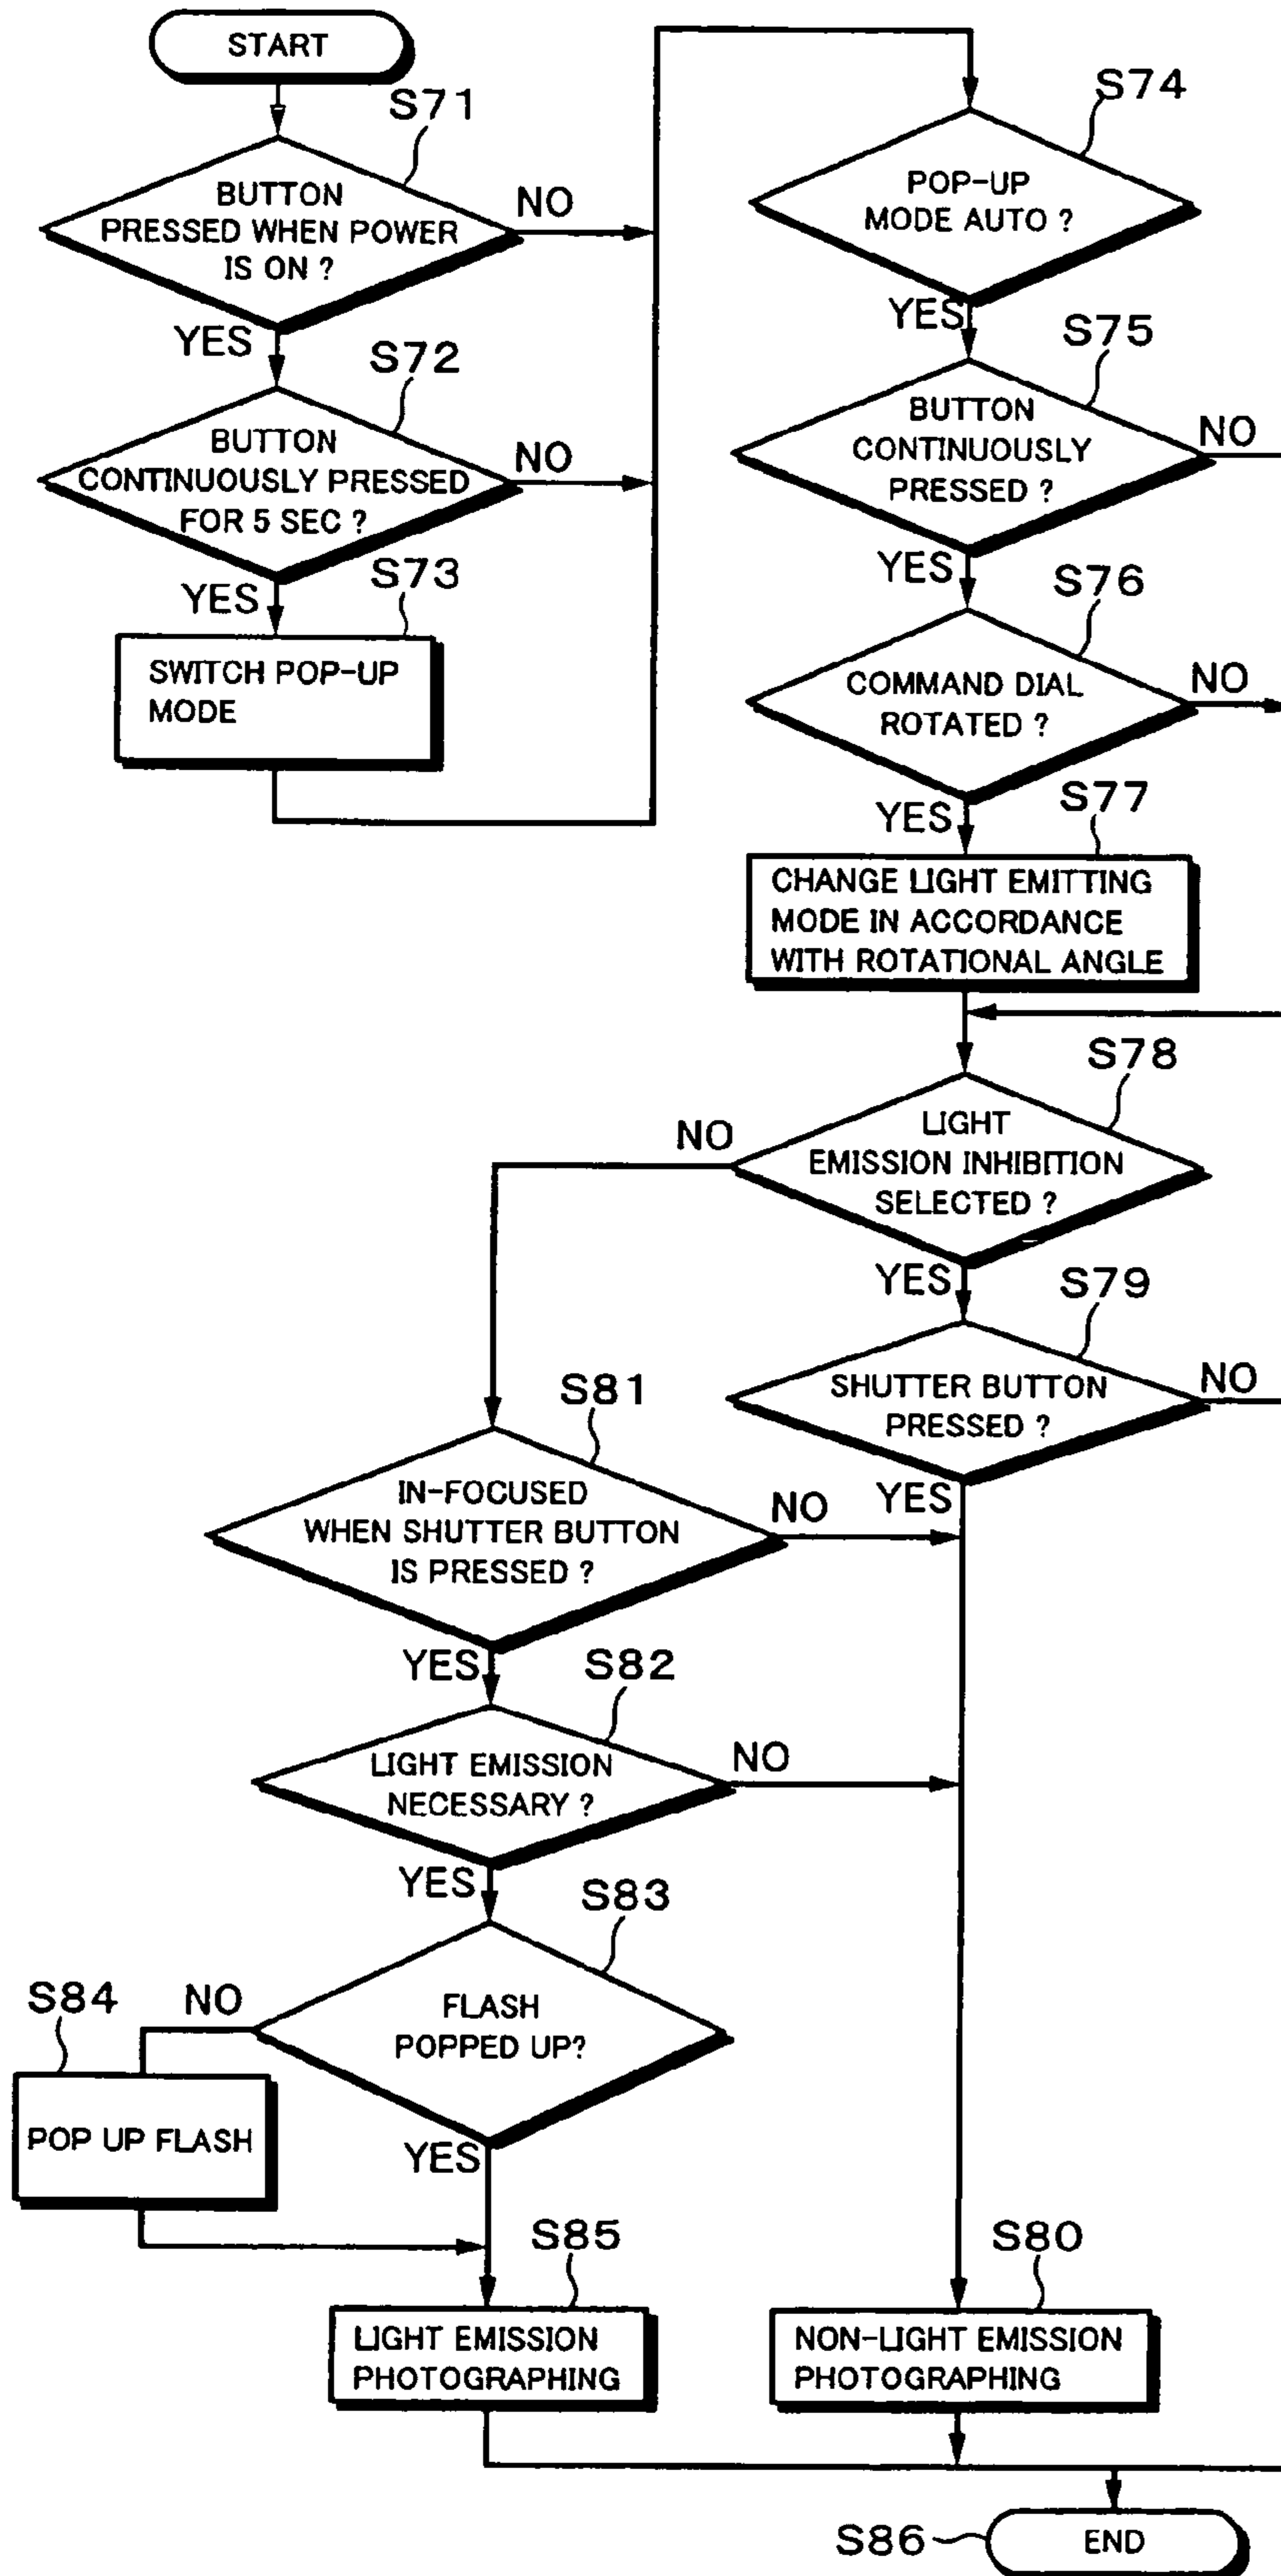 START
S71
BUTTON
PRESSED WHEN POWER
IS ON ?
NO
YES
S72
BUTTON
CONTINUOUSLY PRESSED
FOR 5 SEC ?
NO
YES
S73
SWITCH POP-UP
MODE
S74
POP-UP
MODE AUTO ?
YES
S75
BUTTON
CONTINUOUSLY
PRESSED ?
NO
YES
S76
COMMAND DIAL
ROTATED ?
NO
YES
S77
CHANGE LIGHT EMITTING
MODE IN ACCORDANCE
WITH ROTATIONAL ANGLE
S78
LIGHT
EMISSION INHIBITION
SELECTED ?
NO
YES
S79
SHUTTER BUTTON
PRESSED ?
NO
YES
S81
IN-FOCUSED
WHEN SHUTTER BUTTON
IS PRESSED ?
NO
YES
S82
LIGHT EMISSION
NECESSARY ?
NO
YES
S83
FLASH
POPPED UP?
NO
YES
S84
POP UP FLASH
S85
LIGHT EMISSION
PHOTOGRAPHING
S80
NON-LIGHT EMISSION
PHOTOGRAPHING
S86
END